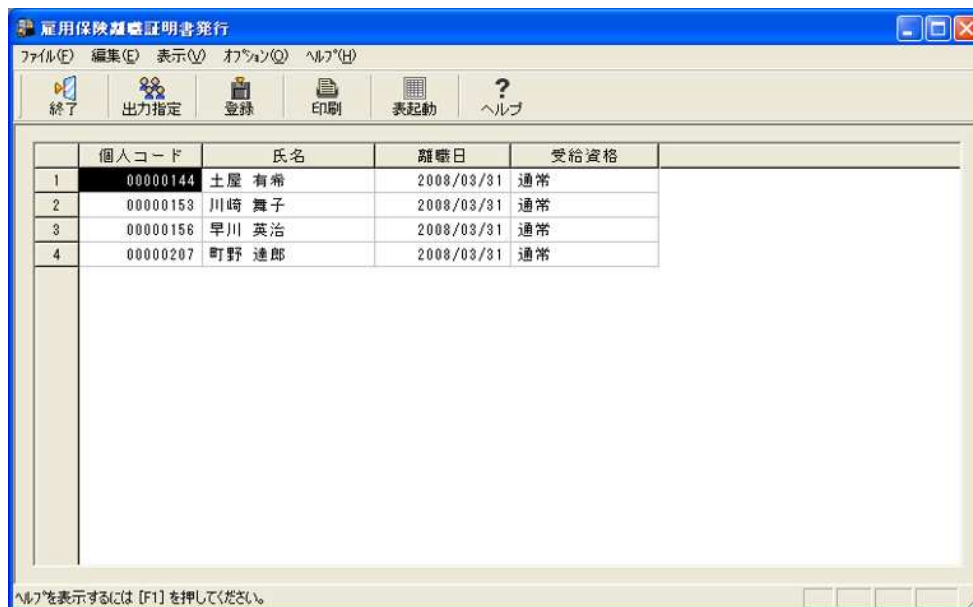 雇用保険離職証明書発行
ファイル(F) 編集(E) 表示(V) オプション(O) ヘルプ(H)
終了 出力指定 登録 印刷 表起動 ? ヘルプ
個人コード 氏名 離職日 受給資格
1 00000144 土屋 有希 2008/03/31 通常
2 00000153 川崎 舞子 2008/03/31 通常
3 00000156 早川 英治 2008/03/31 通常
4 00000207 町野 達郎 2008/03/31 通常
ヘルプを表示するには [F1] を押してください。